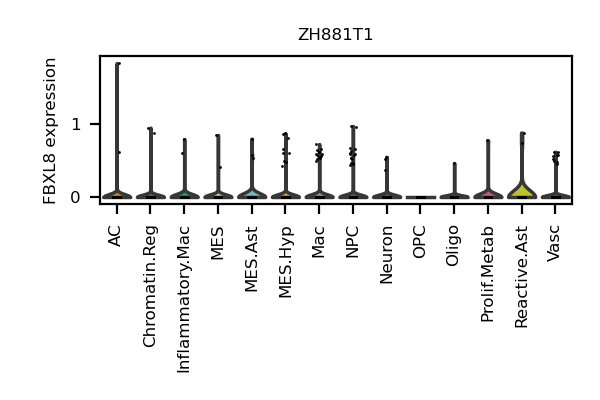 ZH881T1
FBXL8 expression
1
0
AC
Chromatin.Reg
Inflammatory.Mac
MES
MES.Ast
MES.Hyp
Mac
NPC
Neuron
OPC
Oligo
Prolif.Metab
Reactive.Ast
Vasc